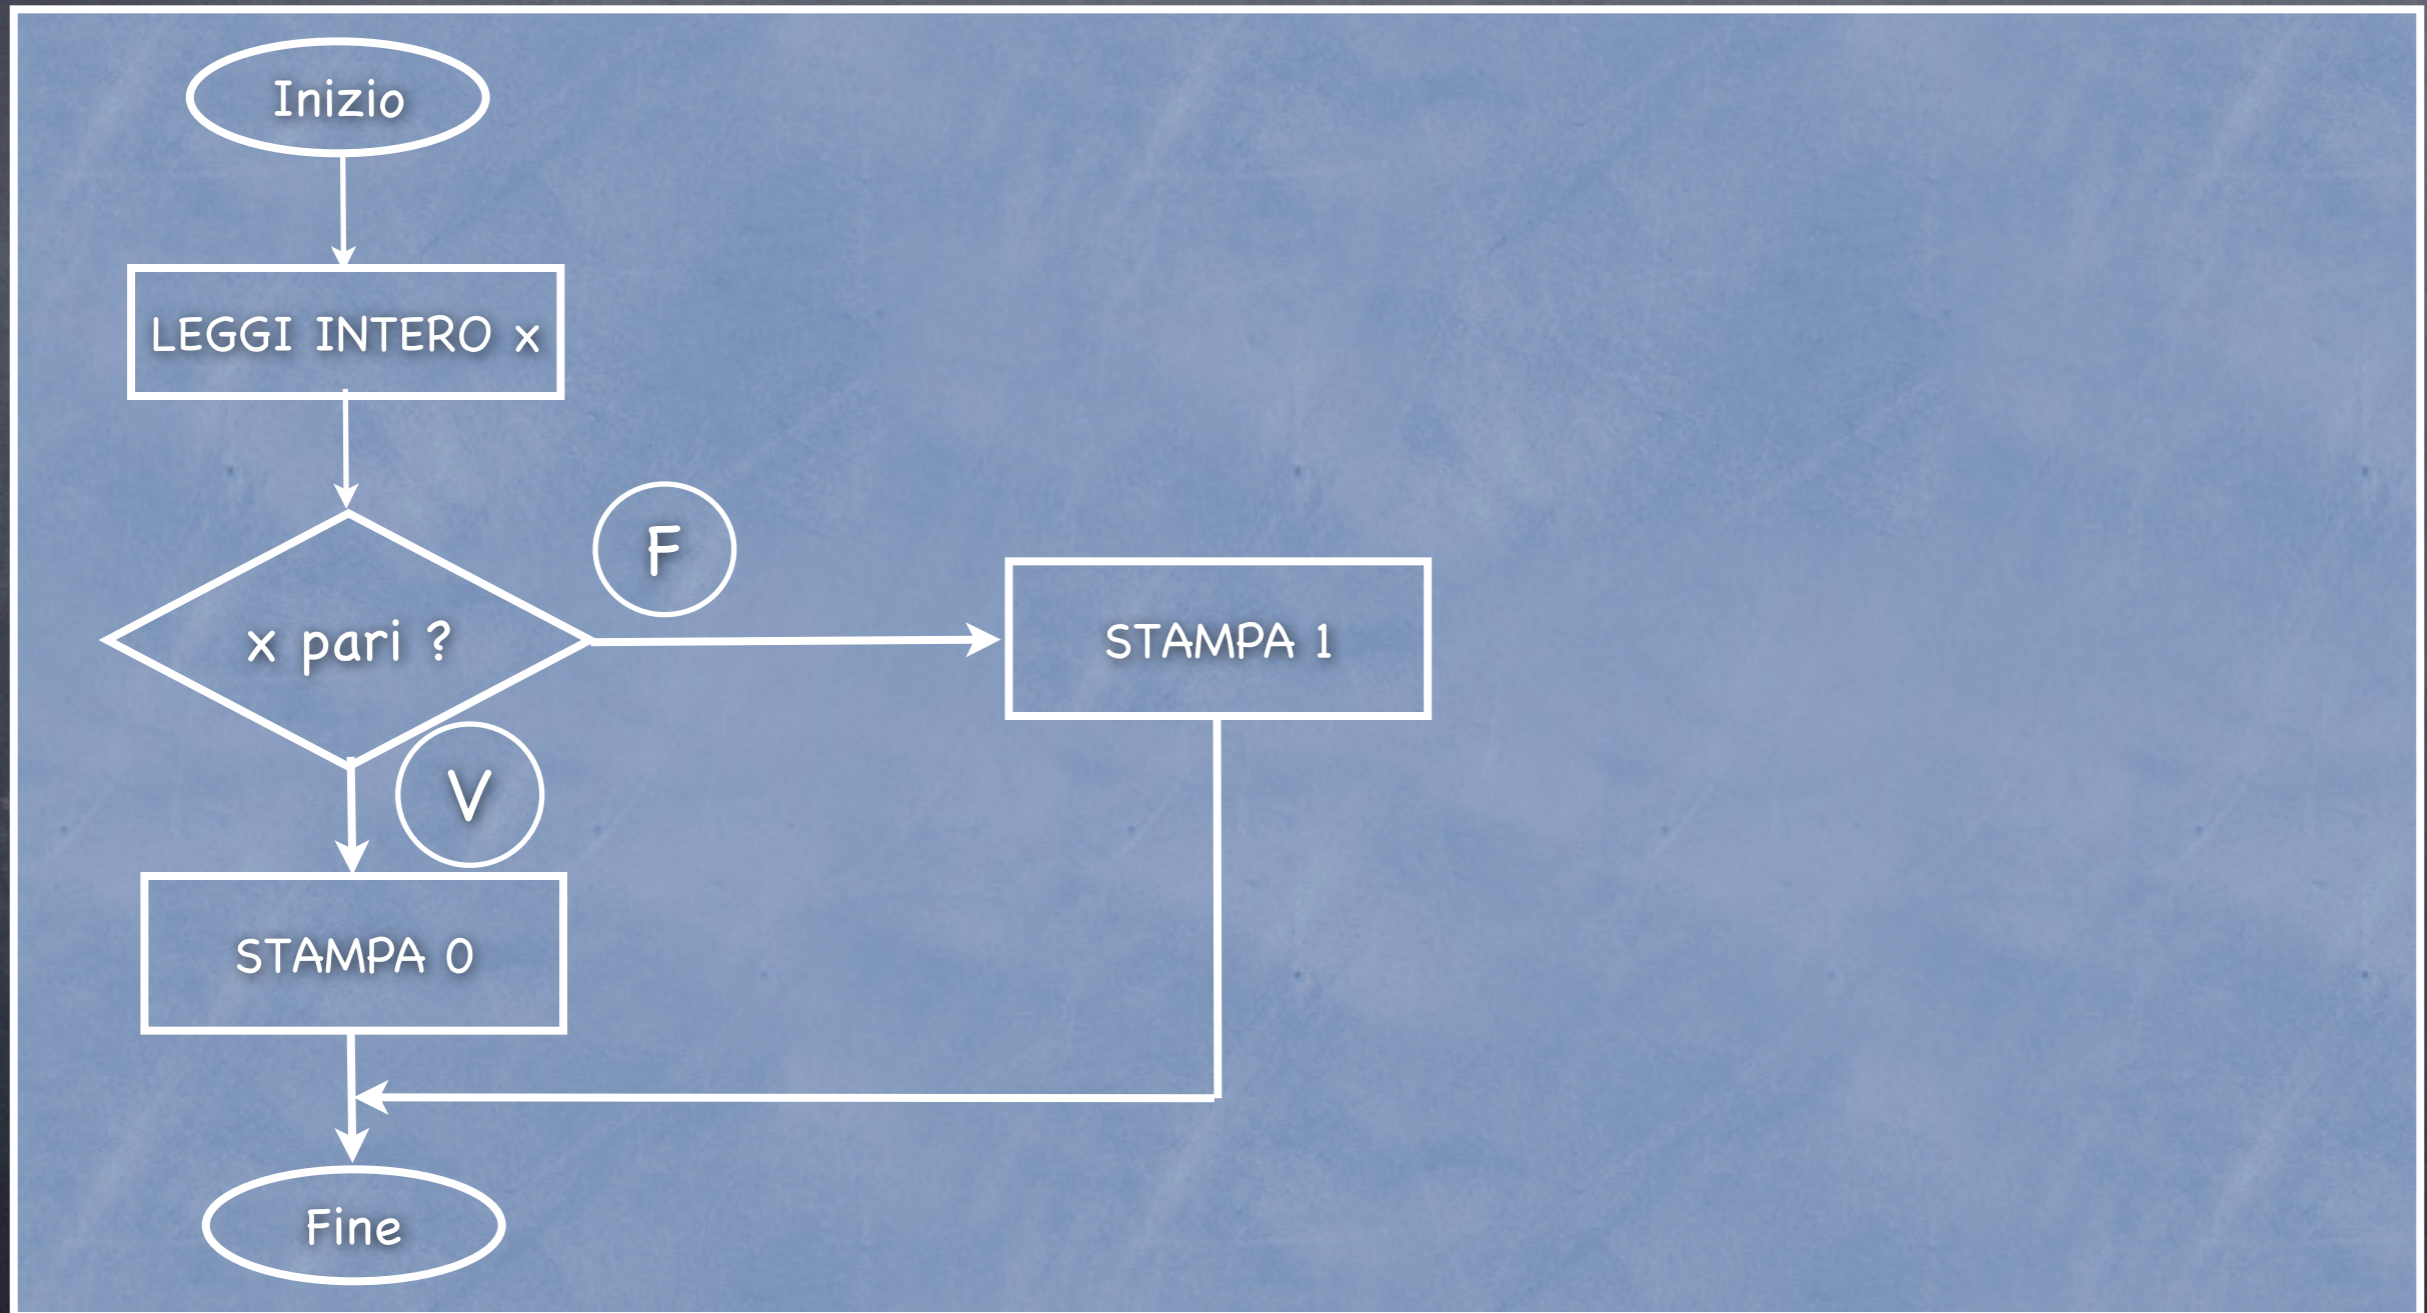 Inizio
LEGGI INTERO x
F
x pari ?
STAMPA 1
V
STAMPA 0
Fine